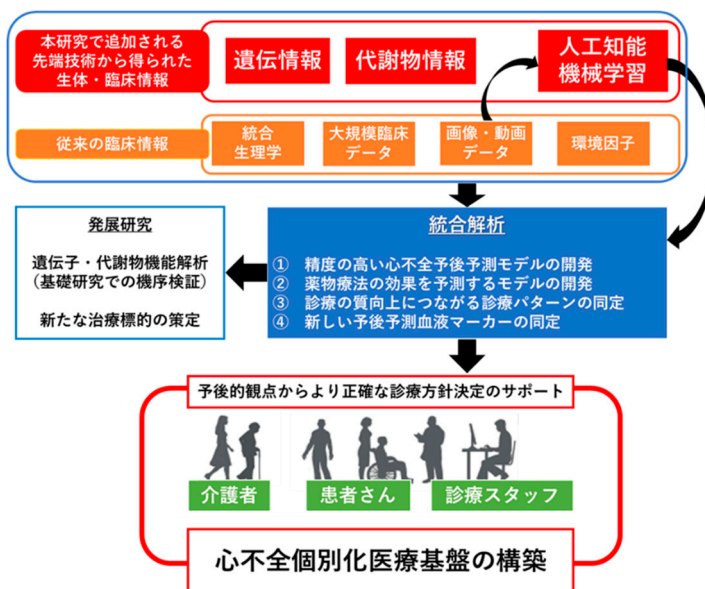 本研究で追加される
先端技術から得られた
生体・臨床情報
遺伝情報
代謝物情報
人工知能
機械学習
従来の臨床情報
統合
生理学
大規模臨床
データ
画像・動画
データ
環境因子
発展研究
遺伝子・代謝物機能解析
(基礎研究での機序検証)
新たな治療標的の策定
統合解析
① 精度の高い心不全予後予測モデルの開発
② 薬物療法の効果を予測するモデルの開発
③ 診療の質向上につながる診療パターンの同定
④ 新しい予後予測血液マーカーの同定
予後的観点からより正確な診療方針決定のサポート
介護者
患者さん
診療スタッフ
心不全個別化医療基盤の構築